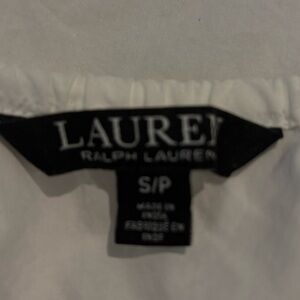 LAUREN
RALPH LAUREN
S/P
MADE IN
INDIA
FABRIQUÉ EN
INDE